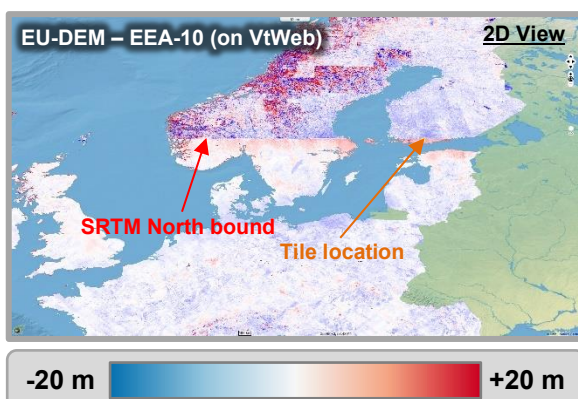 EU-DEM – EEA-10 (on VtWeb)
2D View
SRTM North bound
Tile location
-20 m
+20 m